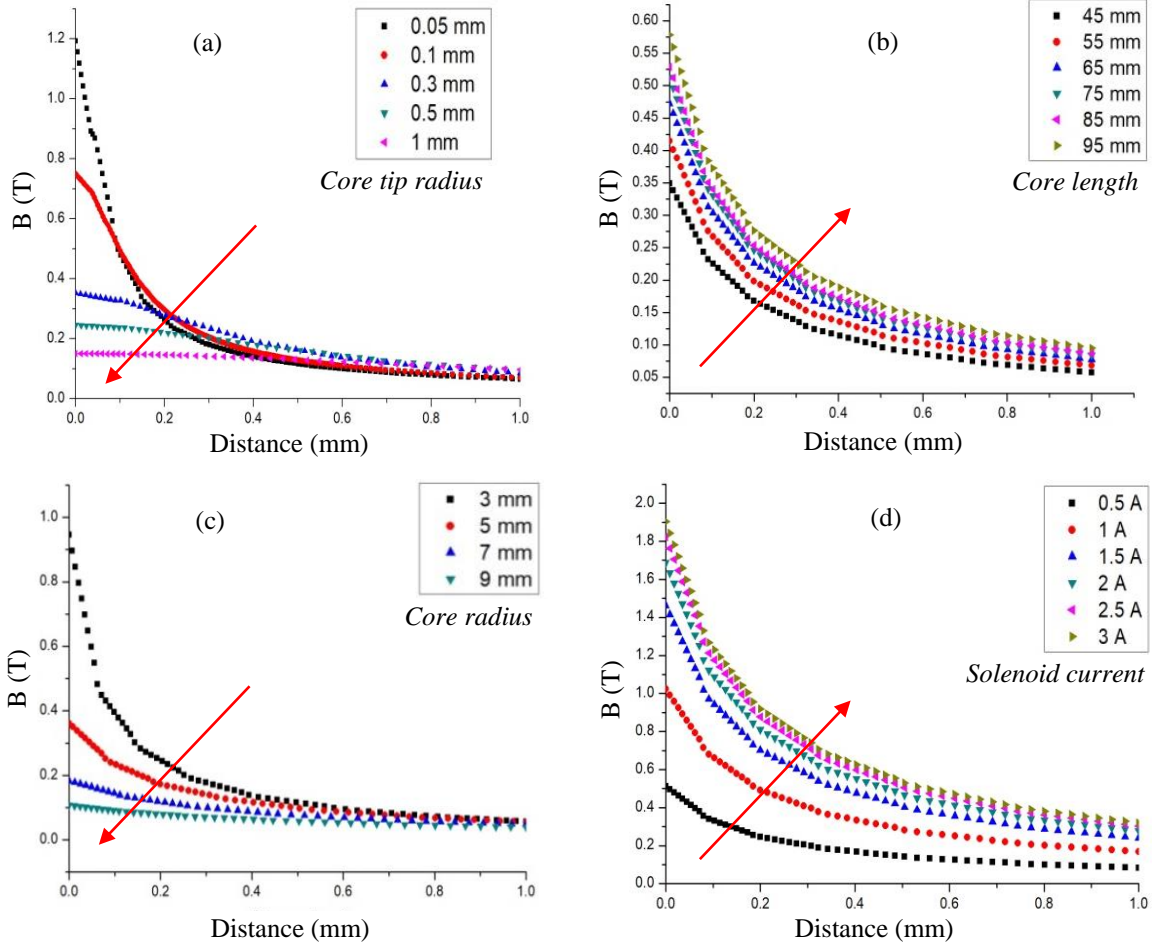 (a)
0.05 mm
0.1 mm
0.3 mm
0.5 mm
1 mm
Core tip radius
B (T)
1.2
1.0
0.8
0.6
0.4
0.2
0.0
0.0 0.2 0.4 0.6 0.8 1.0
Distance (mm)
(b)
45 mm
55 mm
65 mm
75 mm
85 mm
95 mm
Core length
B (T)
0.60
0.55
0.50
0.45
0.40
0.35
0.30
0.25
0.20
0.15
0.10
0.05
0.0 0.2 0.4 0.6 0.8 1.0
Distance (mm)
(c)
3 mm
5 mm
7 mm
9 mm
Core radius
B (T)
1.0
0.8
0.6
0.4
0.2
0.0
0.0 0.2 0.4 0.6 0.8 1.0
Distance (mm)
(d)
0.5 A
1 A
1.5 A
2 A
2.5 A
3 A
Solenoid current
B (T)
2.0
1.8
1.6
1.4
1.2
1.0
0.8
0.6
0.4
0.2
0.0
0.0 0.2 0.4 0.6 0.8 1.0
Distance (mm)